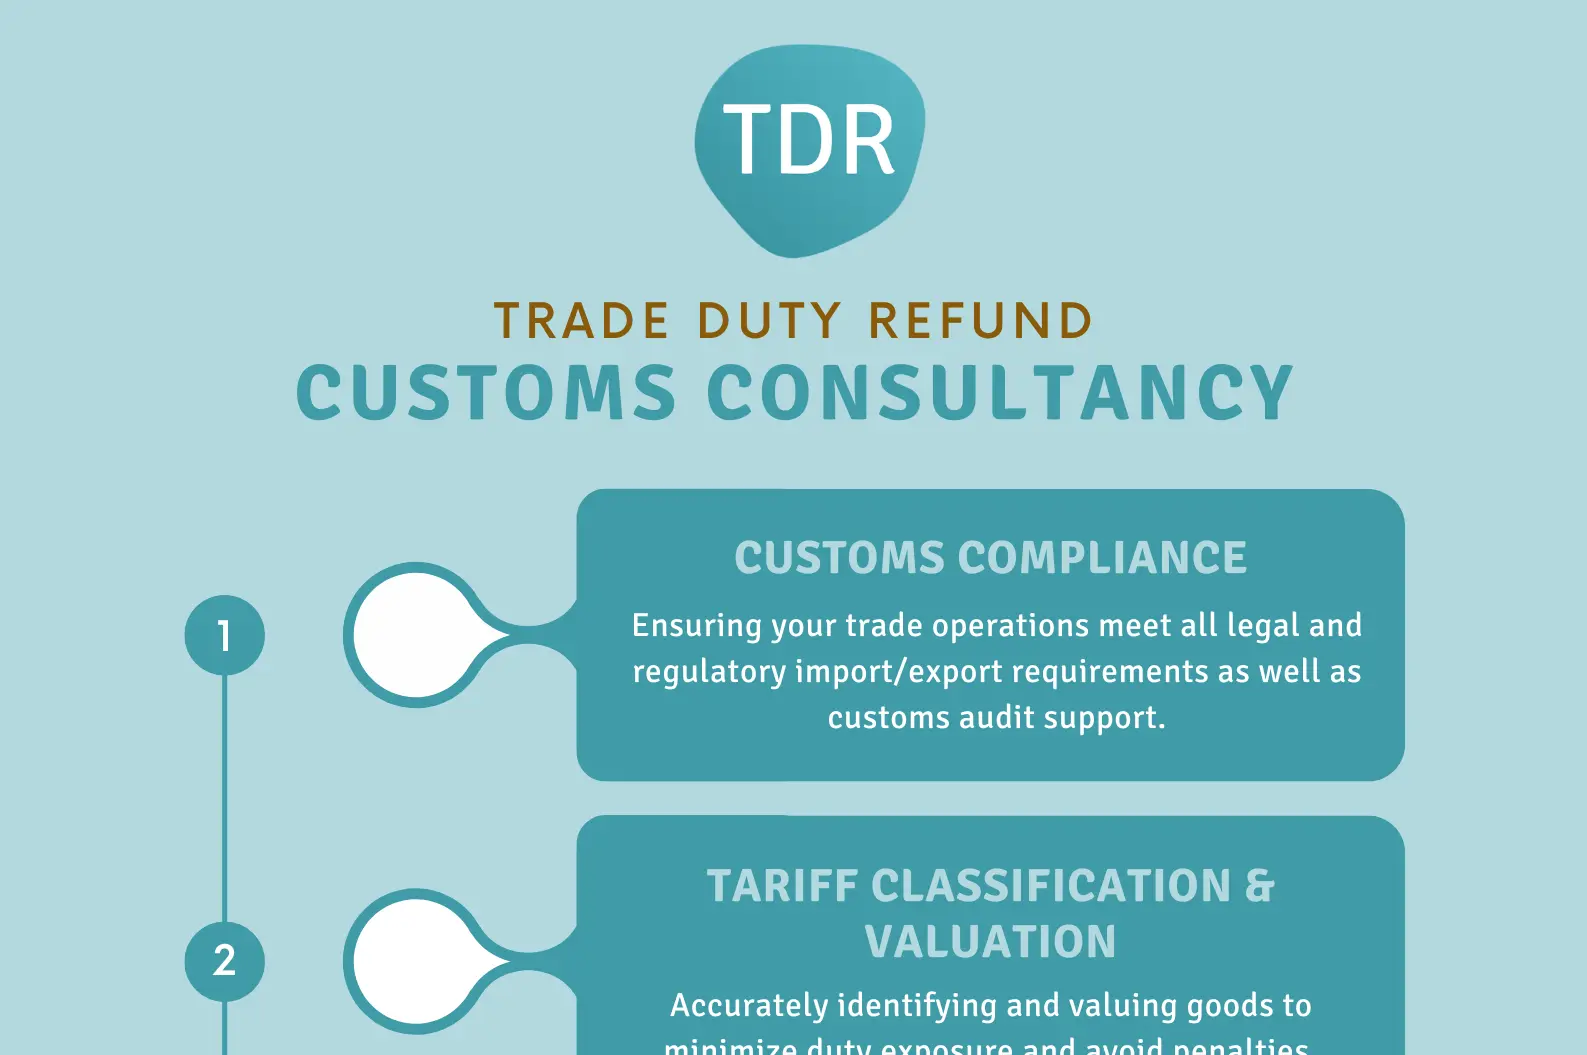 TDR
TRADE DUTY REFUND
CUSTOMS CONSULTANCY
1
CUSTOMS COMPLIANCE
Ensuring your trade operations meet all legal and
regulatory import/export requirements as well as
customs audit support.
2
TARIFF CLASSIFICATION &
VALUATION
Accurately identifying and valuing goods to
minimize duty exposure and avoid penalties.